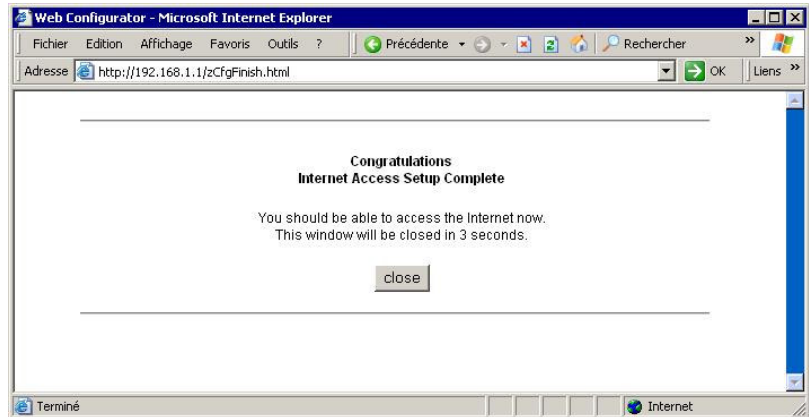 Web Configurator - Microsoft Internet Explorer
Fichier Edition Affichage Favoris Outils ? Précédente Rechercher »
Adresse http://192.168.1.1/zCfgFinish.html OK Liens »
Congratulations
Internet Access Setup Complete
You should be able to access the Internet now.
This window will be closed in 3 seconds.
close
Terminé Internet